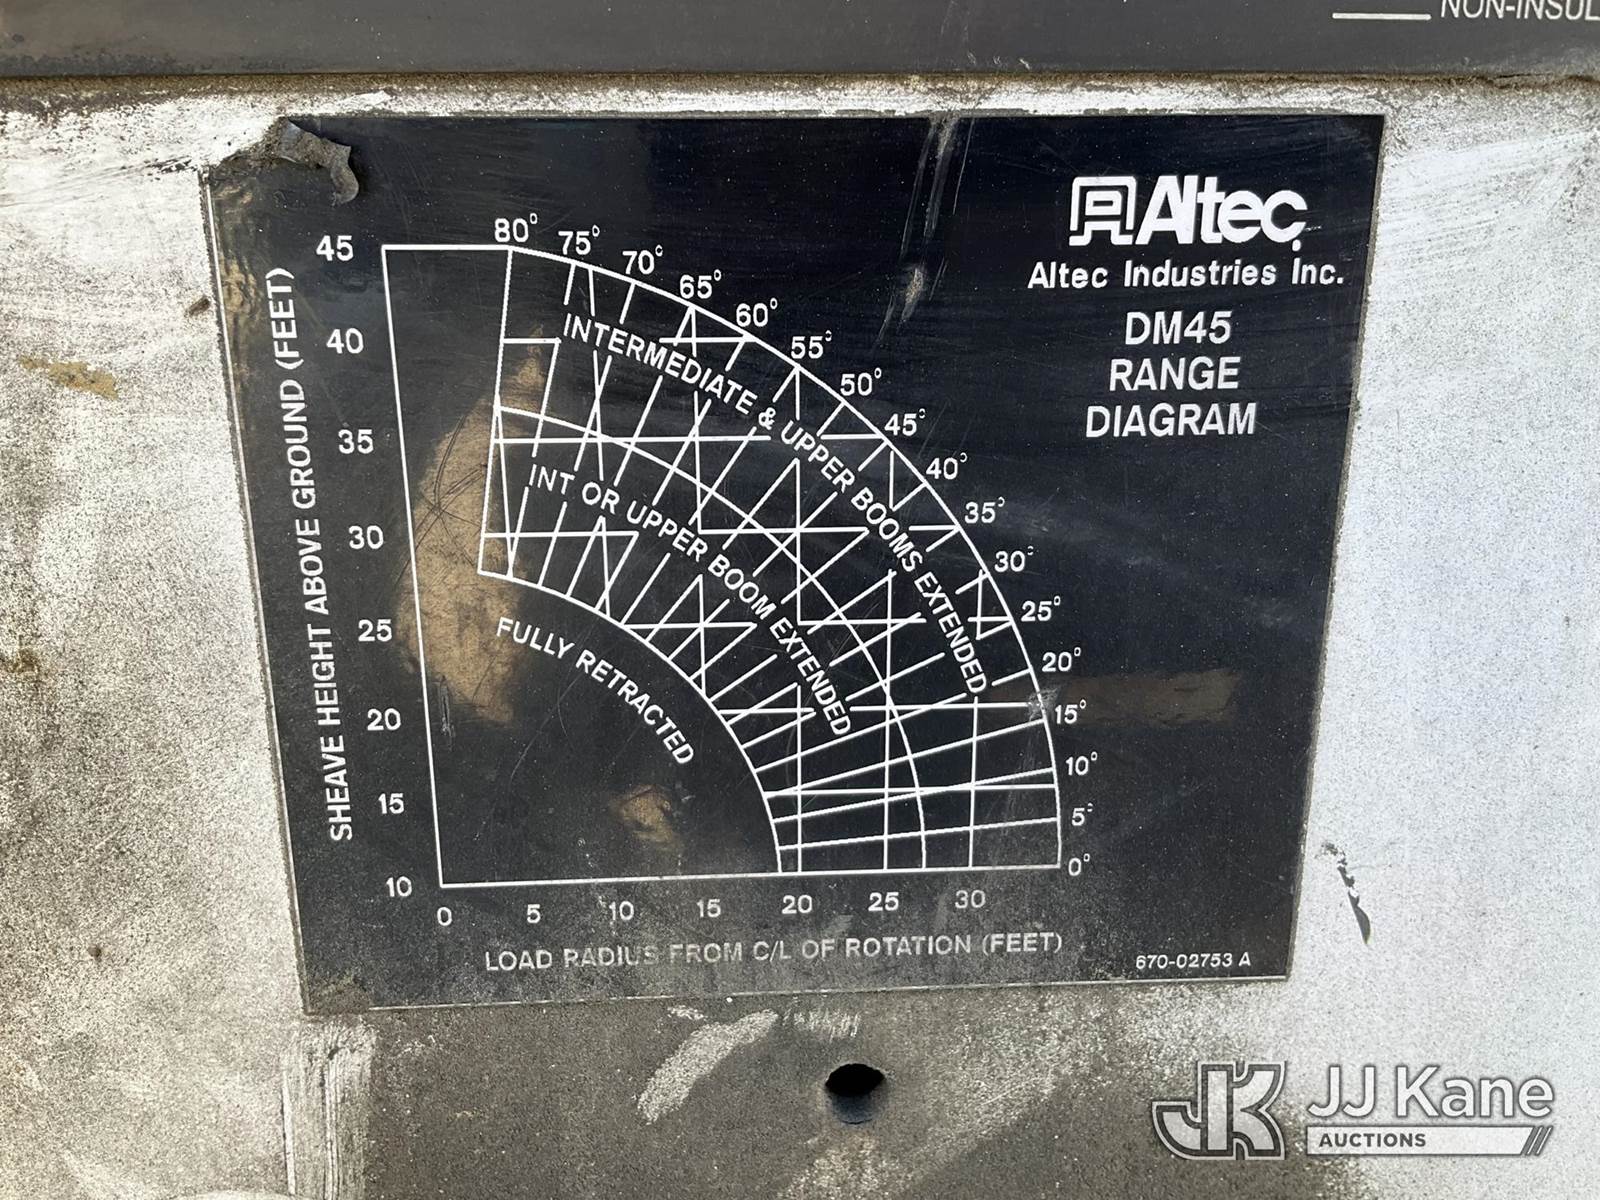 NON-INSUL
Altec
Altec Industries Inc.
DM45
RANGE
DIAGRAM
SHEAVE HEIGHT ABOVE GROUND (FEET)
45
40
35
30
25
20
15
10
80°
75°
70°
65°
60°
55°
50°
45°
40°
35°
30°
25°
20°
15°
10°
5°
0°
INTERMEDIATE & UPPER BOOMS EXTENDED
INT OR UPPER BOOM EXTENDED
FULLY RETRACTED
0 5 10 15 20 25 30
LOAD RADIUS FROM C/L OF ROTATION (FEET)
670-02753 A
JK JJ Kane
AUCTIONS